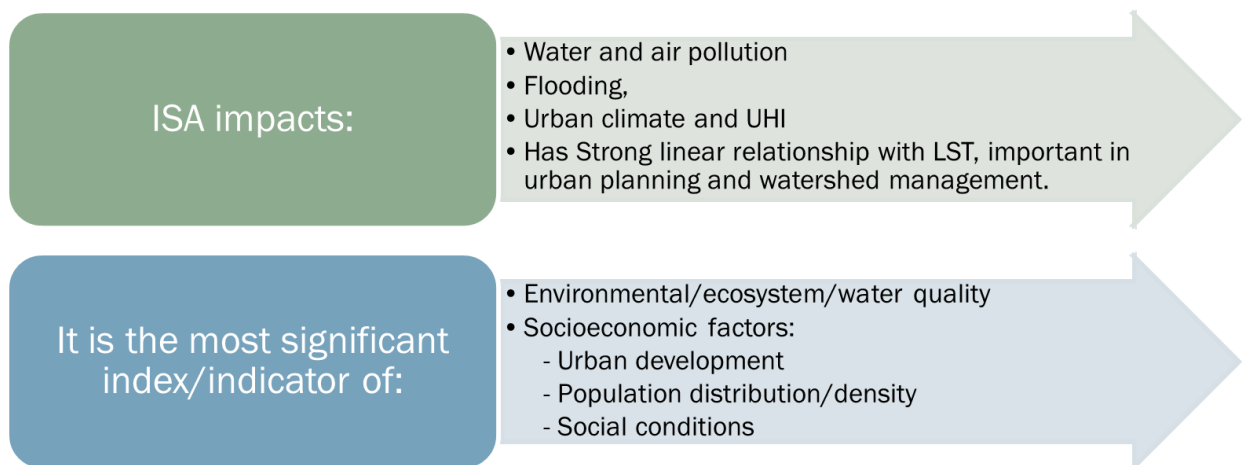 ISA impacts:
• Water and air pollution
• Flooding,
• Urban climate and UHI
• Has Strong linear relationship with LST, important in
urban planning and watershed management.
It is the most significant
index/indicator of:
• Environmental/ecosystem/water quality
• Socioeconomic factors:
- Urban development
- Population distribution/density
- Social conditions